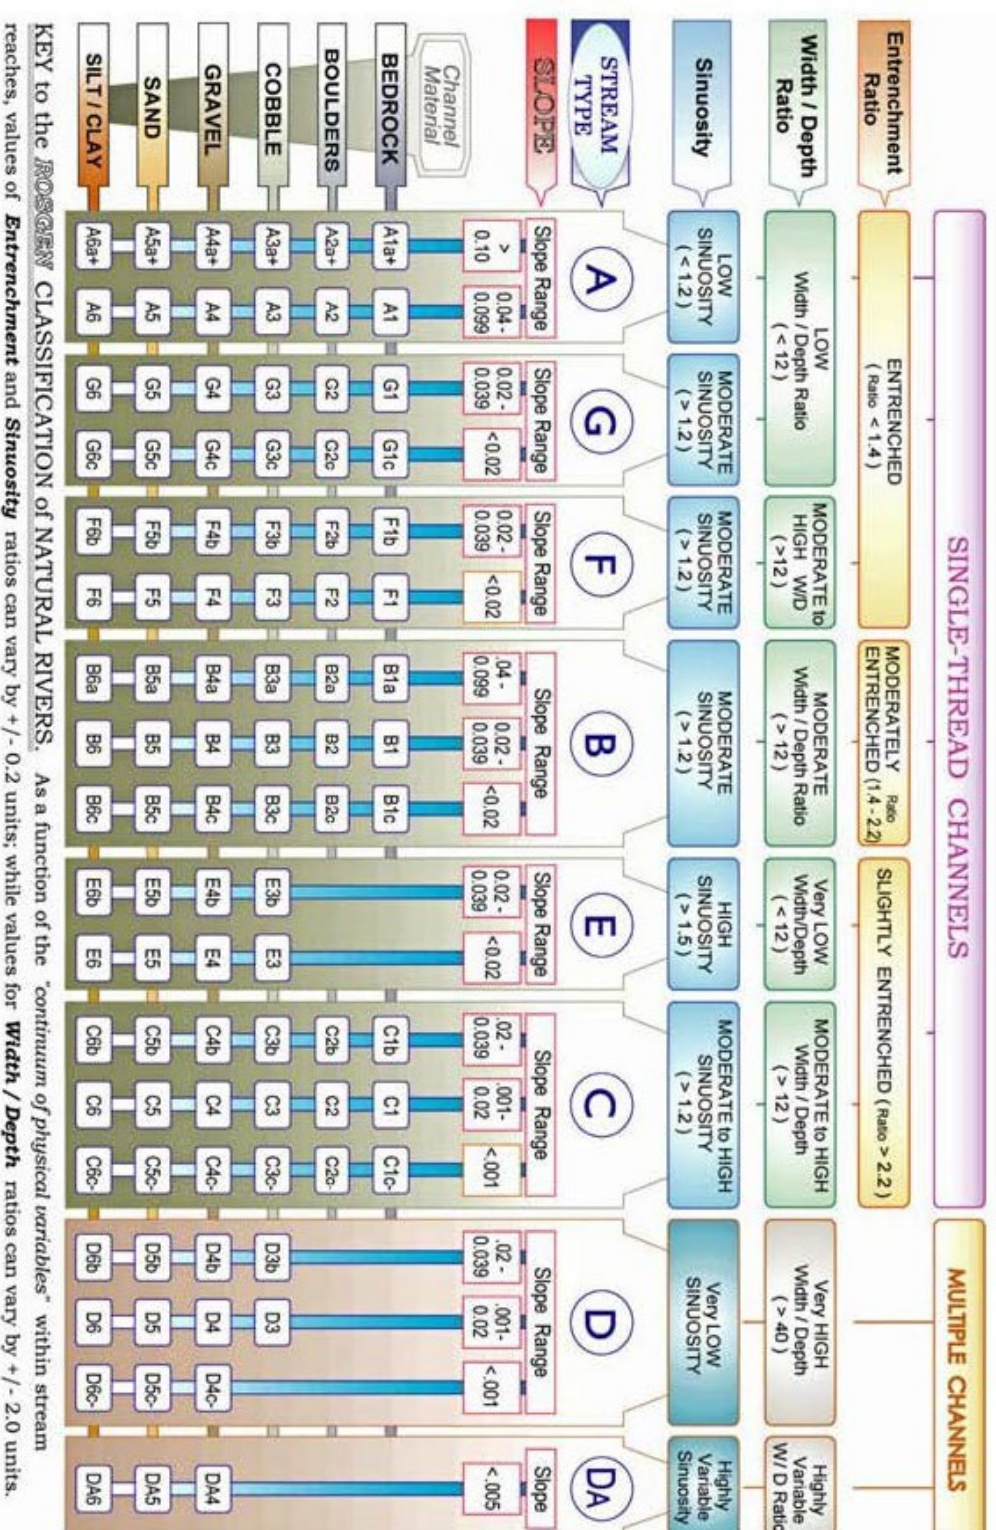 SINGLE-THREAD CHANNELS
MULTIPLE CHANNELS
Entrenchment
Ratio
ENTRENCHED
( Ratio < 1.4 )
MODERATELY Ratio
ENTRENCHED (1.4 - 2.2)
SLIGHTLY ENTRENCHED ( Ratio > 2.2 )
Width / Depth
Ratio
LOW
Width / Depth Ratio
( < 12 )
MODERATE to
HIGH W/D
( >12 )
MODERATE
Width / Depth Ratio
( > 12 )
Very LOW
Width/Depth
( < 12 )
MODERATE to HIGH
Width / Depth
( > 12 )
Very HIGH
Width / Depth
( > 40 )
Highly
Variable
W/ D Ratio
Sinuosity
LOW
SINUOSITY
( < 1.2 )
MODERATE
SINUOSITY
( > 1.2 )
MODERATE
SINUOSITY
( > 1.2 )
MODERATE
SINUOSITY
( > 1.2 )
HIGH
SINUOSITY
( > 1.5 )
MODERATE to HIGH
SINUOSITY
( > 1.2 )
Very LOW
SINUOSITY
Highly
Variable
Sinuosity
STREAM
TYPE
A
G
F
B
E
C
D
DA
SLOPE
Slope Range
Slope Range
Slope Range
Slope Range
Slope Range
Slope Range
Slope Range
Slope
> 0.10
0.04 - 0.099
0.02 - 0.039
<0.02
0.02 - 0.039
<0.02
.04 - 0.099
0.02 - 0.039
<0.02
0.02 - 0.039
<0.02
.02 - 0.039
.001- 0.02
<.001
.02 - 0.039
.001- 0.02
<.001
<.005
Channel
Material
BEDROCK A1a+ A1 G1 G1c F1b F1 B1a B1 B1c C1b C1 C1c-
BOULDERS A2a+ A2 G2 G2c F2b F2 B2a B2 B2c C2b C2 C2c-
COBBLE A3a+ A3 G3 G3c F3b F3 B3a B3 B3c E3b E3 C3b C3 C3c- D3b D3
GRAVEL A4a+ A4 G4 G4c F4b F4 B4a B4 B4c E4b E4 C4b C4 C4c- D4b D4 D4c- DA4
SAND A5a+ A5 G5 G5c F5b F5 B5a B5 B5c E5b E5 C5b C5 C5c- D5b D5 D5c- DA5
SILT / CLAY A6a+ A6 G6 G6c F6b F6 B6a B6 B6c E6b E6 C6b C6 C6c- D6b D6 D6c- DA6
KEY to the ROSGEN CLASSIFICATION of NATURAL RIVERS. As a function of the "continuum of physical variables" within stream
reaches, values of Entrenchment and Sinuosity ratios can vary by +/- 0.2 units; while values for Width / Depth ratios can vary by +/- 2.0 units.